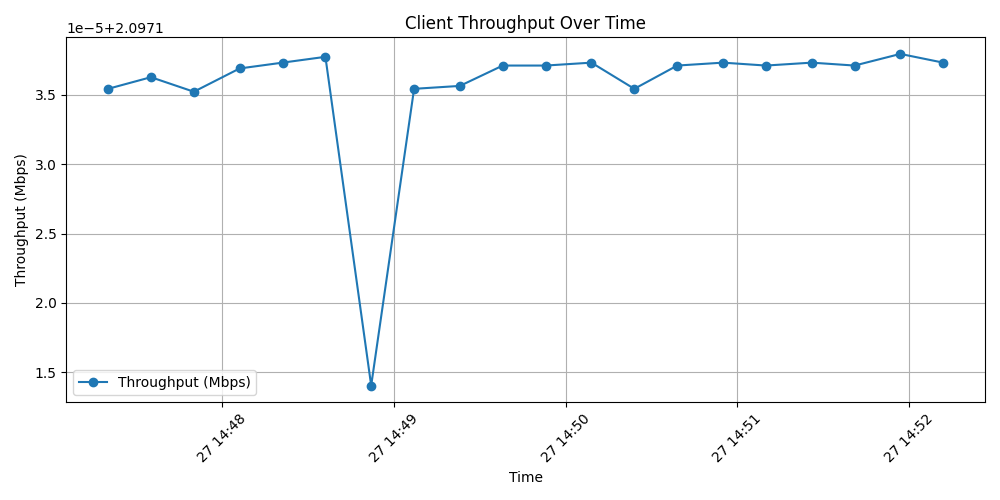 Client Throughput Over Time
1e−5+2.0971
3.5
3.0
2.5
2.0
1.5
Throughput (Mbps)
Throughput (Mbps)
27 14:48
27 14:49
27 14:50
27 14:51
27 14:52
Time